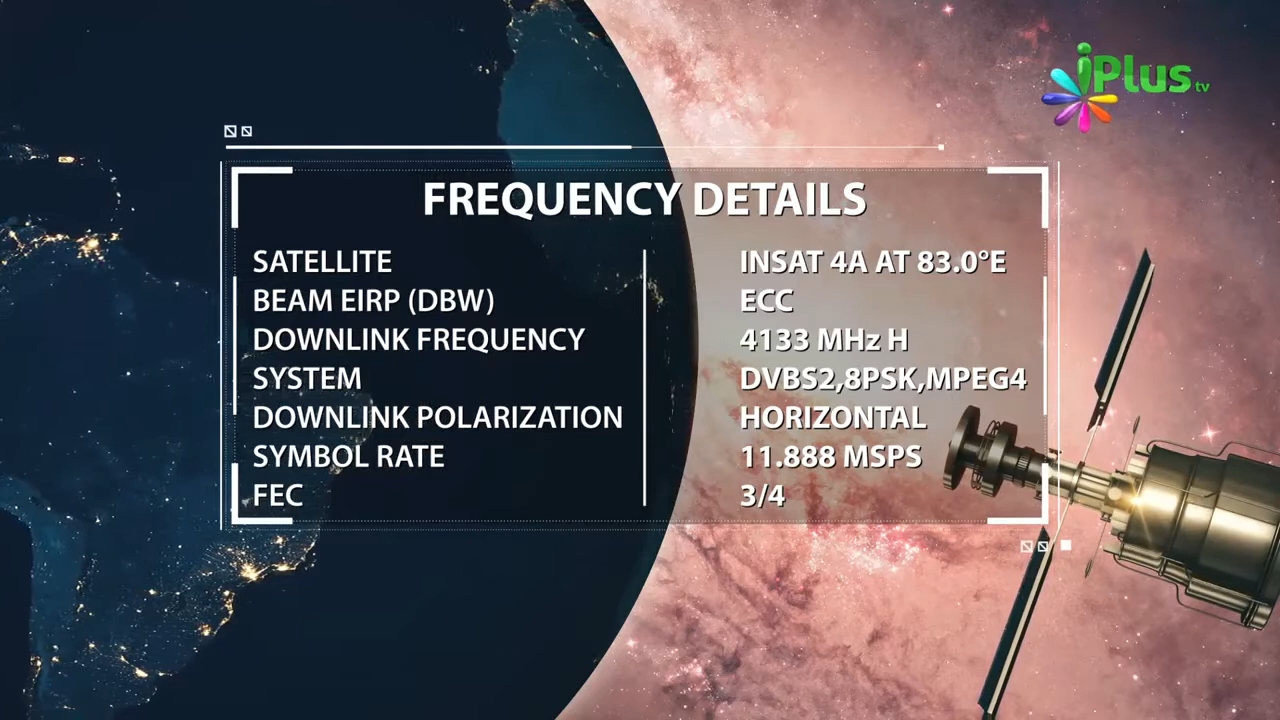 iPlus tv
FREQUENCY DETAILS
SATELLITE INSAT 4A AT 83.0°E
BEAM EIRP (DBW) ECC
DOWNLINK FREQUENCY 4133 MHz H
SYSTEM DVBS2,8PSK,MPEG4
DOWNLINK POLARIZATION HORIZONTAL
SYMBOL RATE 11.888 MSPS
FEC 3/4